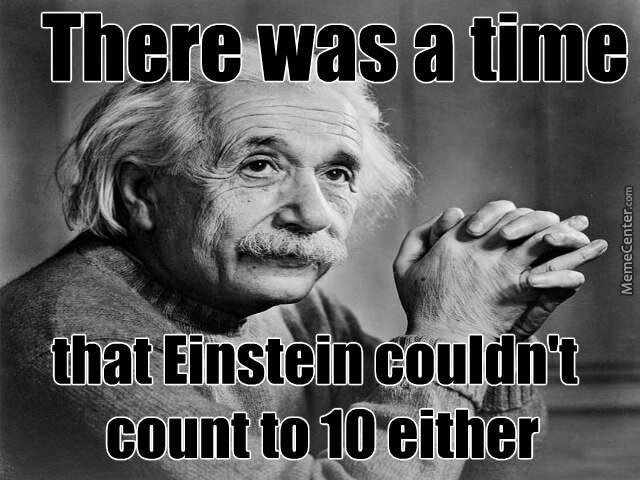 There was a time
that Einstein couldn't
count to 10 either
MemeCenter.com